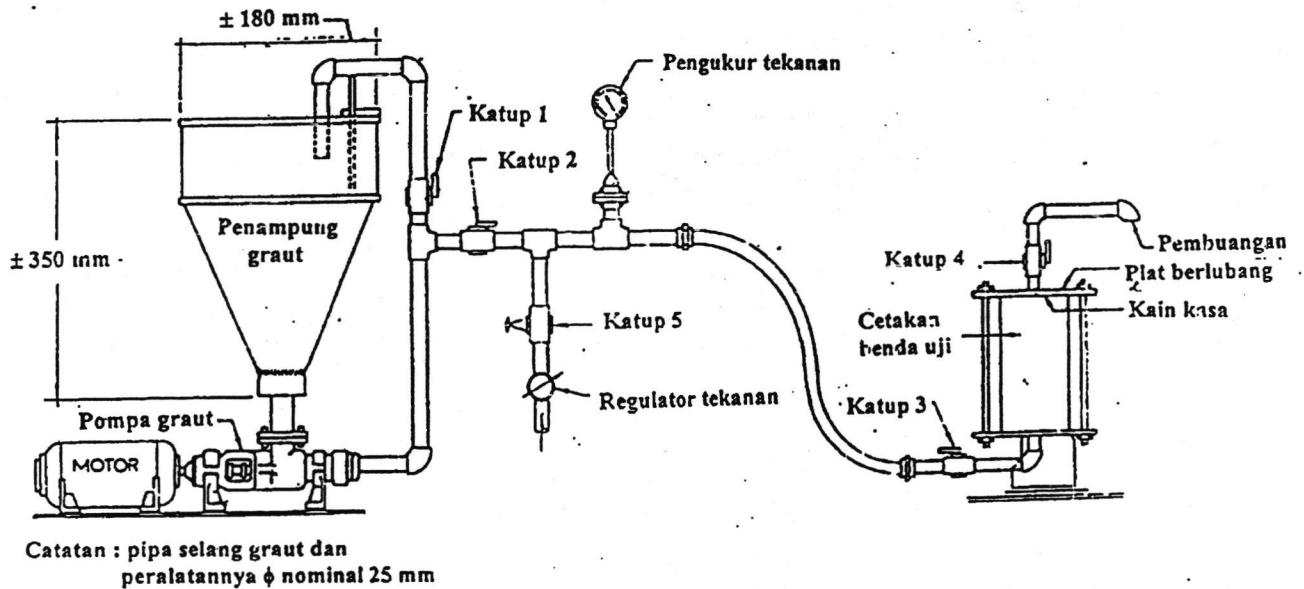 ± 180 mm
Pengukur tekanan
Katup 1
Katup 2
Penampung
graut
± 350 mm
Katup 4
Pembuangan
Plat berlubang
Kain kasa
Katup 5
Cetakan
benda uji
Regulator tekanan
Katup 3
Pompa graut
MOTOR
Catatan : pipa selang graut dan
peralatannya ϕ nominal 25 mm